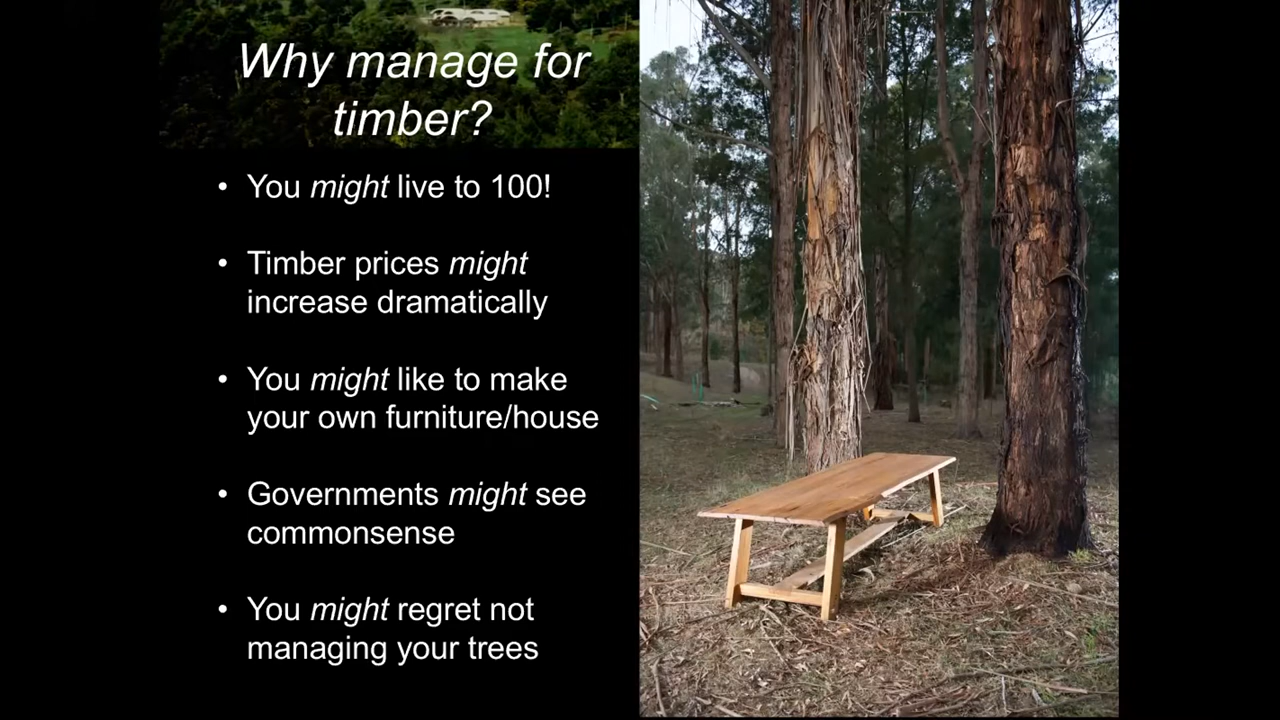 Why manage for
timber?
• You might live to 100!
• Timber prices might
increase dramatically
• You might like to make
your own furniture/house
• Governments might see
commonsense
• You might regret not
managing your trees